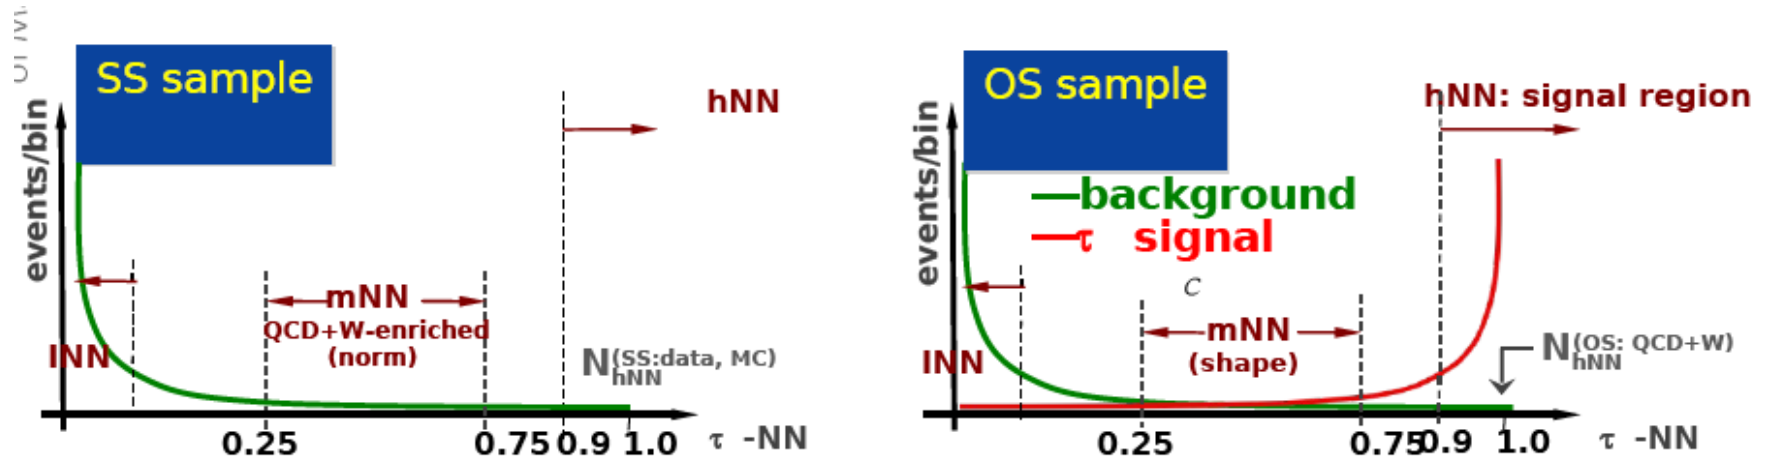 SS sample
events/bin
hNN
mNN
QCD+W-enriched
(norm)
lNN
N_hNN^(SS:data, MC)
0.25 0.75 0.9 1.0 τ -NN
OS sample
events/bin
hNN: signal region
background
τ signal
C
mNN
(shape)
lNN
N_hNN^(OS: QCD+W)
0.25 0.75 0.9 1.0 τ -NN